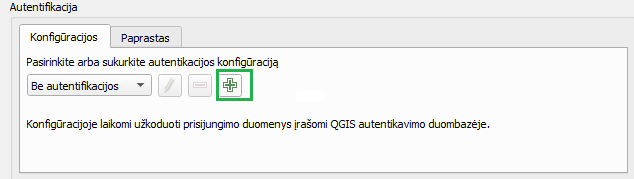 Autentifikacija
Konfigūracijos
Paprastas
Pasirinkite arba sukurkite autentikacijos konfigūraciją
Be autentifikacijos
Konfigūracijoje laikomi užkoduoti prisijungimo duomenys įrašomi QGIS autentikavimo duombazėje.